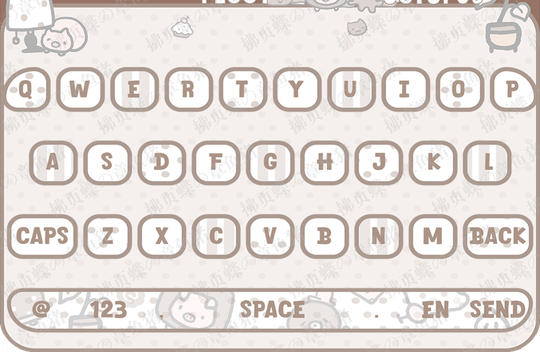 Q W E R T Y U I O P
A S D F G H J K L
CAPS Z X C V B N M BACK
@ 123 , SPACE . EN SEND